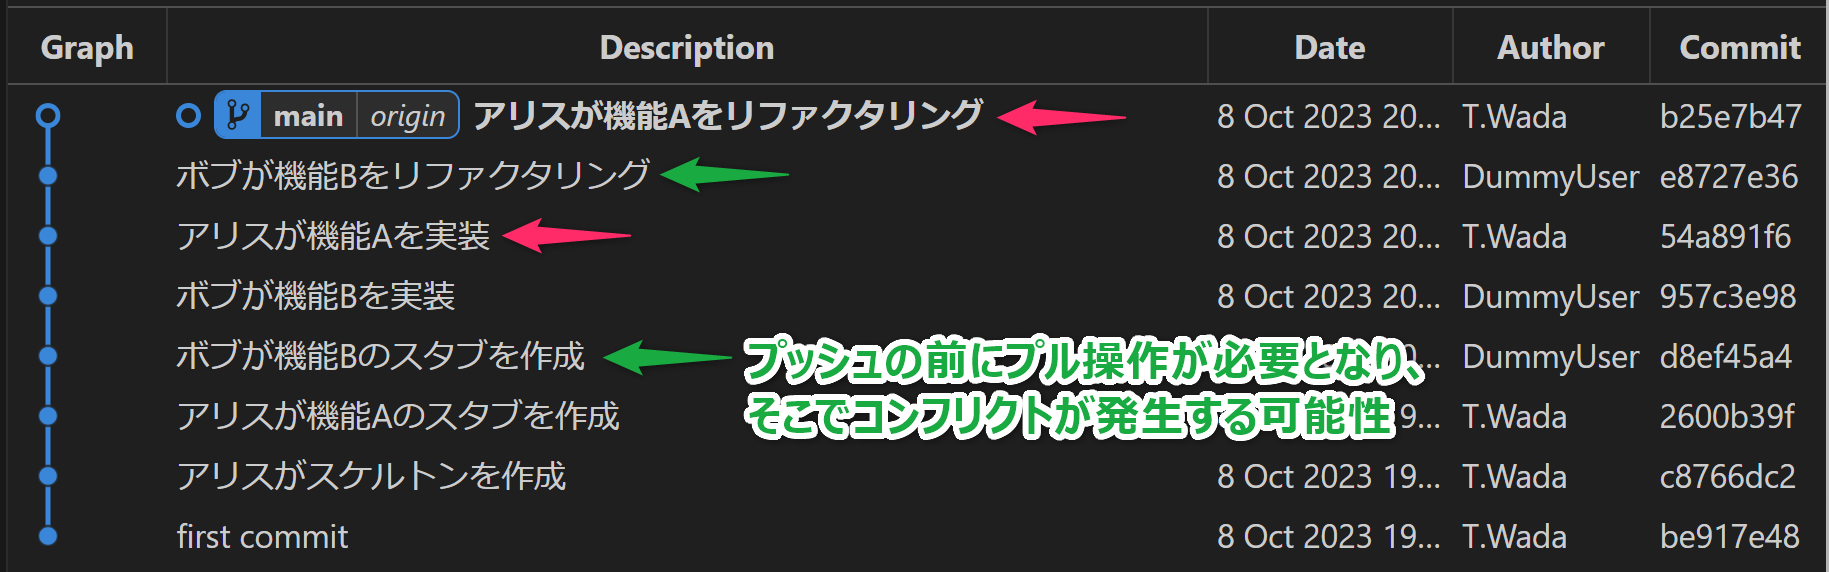 Graph Description Date Author Commit
main origin アリスが機能Aをリファクタリング 8 Oct 2023 20... T.Wada b25e7b47
ボブが機能Bをリファクタリング 8 Oct 2023 20... DummyUser e8727e36
アリスが機能Aを実装 8 Oct 2023 20... T.Wada 54a891f6
ボブが機能Bを実装 8 Oct 2023 20... DummyUser 957c3e98
ボブが機能Bのスタブを作成 プッシュの前にプル操作が必要となり、 0... DummyUser d8ef45a4
アリスが機能Aのスタブを作成 そこでコンフリクトが発生する可能性 9... T.Wada 2600b39f
アリスがスケルトンを作成 8 Oct 2023 19... T.Wada c8766dc2
first commit 8 Oct 2023 19... T.Wada be917e48